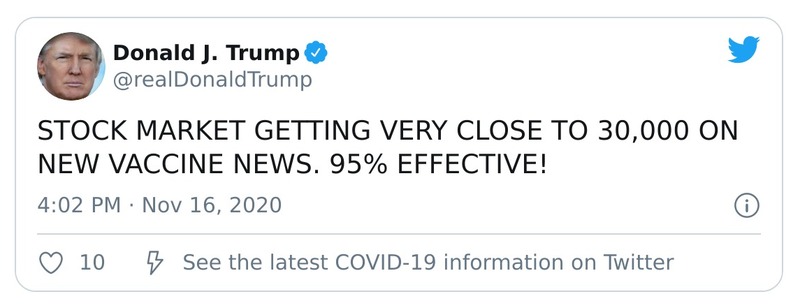 Donald J. Trump
@realDonaldTrump
STOCK MARKET GETTING VERY CLOSE TO 30,000 ON
NEW VACCINE NEWS. 95% EFFECTIVE!
4:02 PM · Nov 16, 2020
10 See the latest COVID-19 information on Twitter